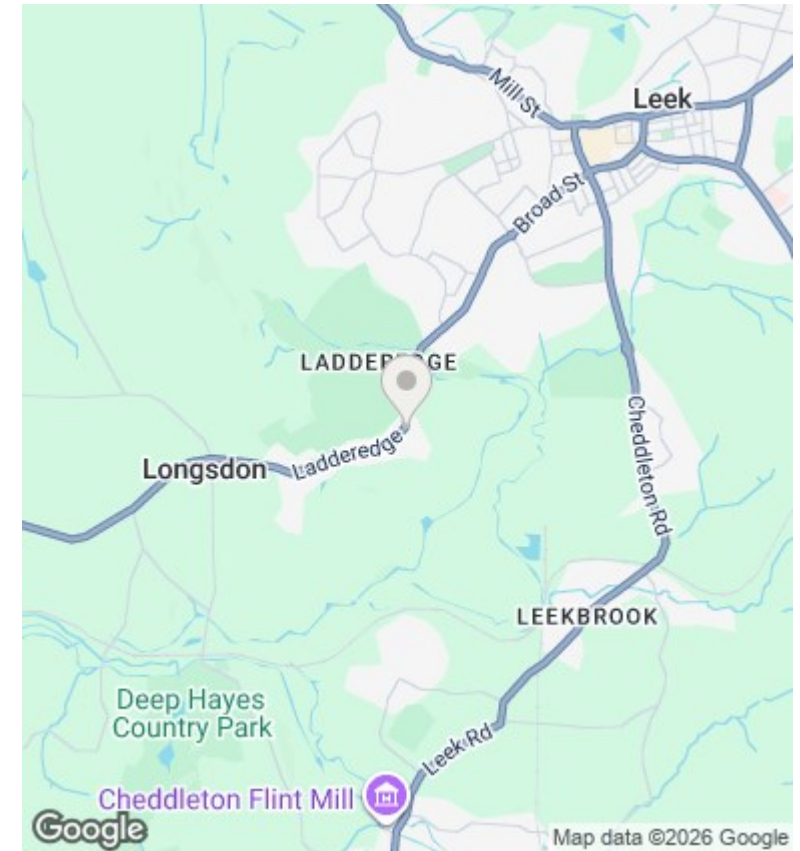 Mill St
Leek
Broad St
LADDEREDGE
Cheddleton Rd
Longsdon
Ladderedge
LEEKBROOK
Deep Hayes
Country Park
Leek Rd
Cheddleton Flint Mill
Google
Map data ©2026 Google